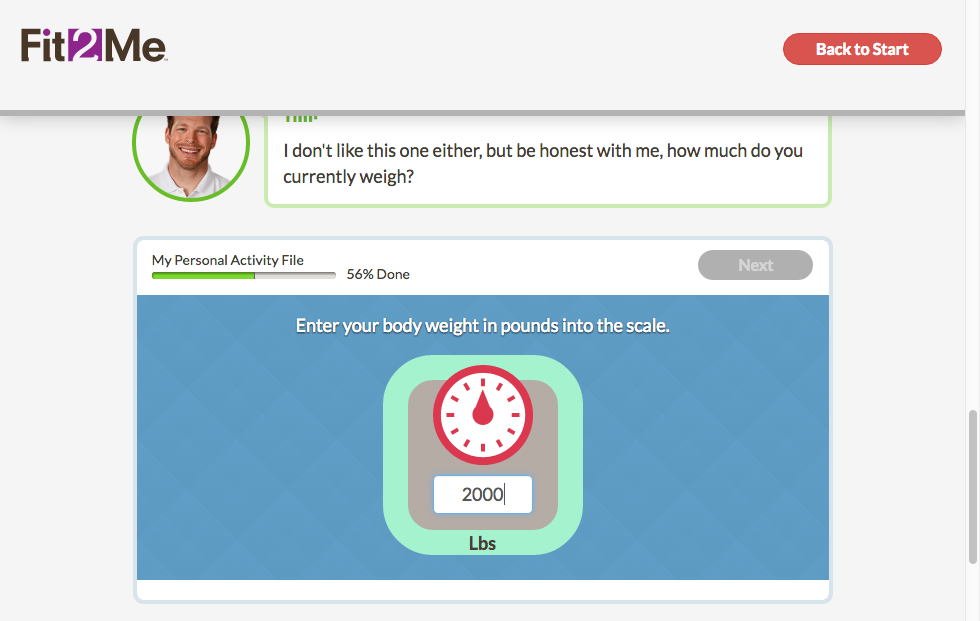 Fit2Me
Back to Start
I don't like this one either, but be honest with me, how much do you
currently weigh?
My Personal Activity File
56% Done
Next
Enter your body weight in pounds into the scale.
2000
Lbs